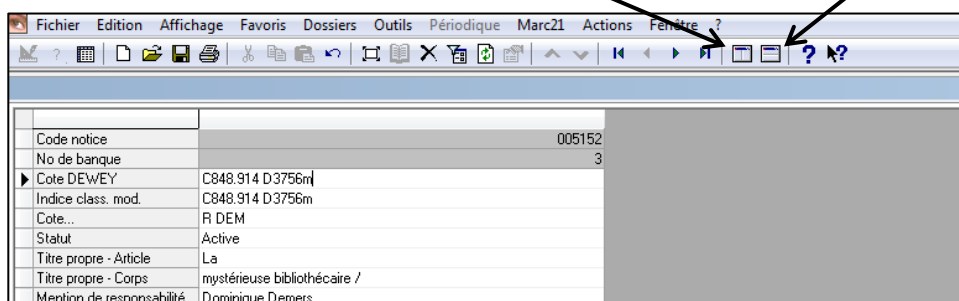 Fichier Edition Affichage Favoris Dossiers Outils Périodique Marc21 Actions Fenêtre ?
Code notice 005152
No de banque 3
Cote DEWEY C848.914 D3756m
Indice class. mod. C848.914 D3756m
Cote... R DEM
Statut Active
Titre propre - Article La
Titre propre - Corps mystérieuse bibliothécaire /
Mention de responsabilité Dominique Demers